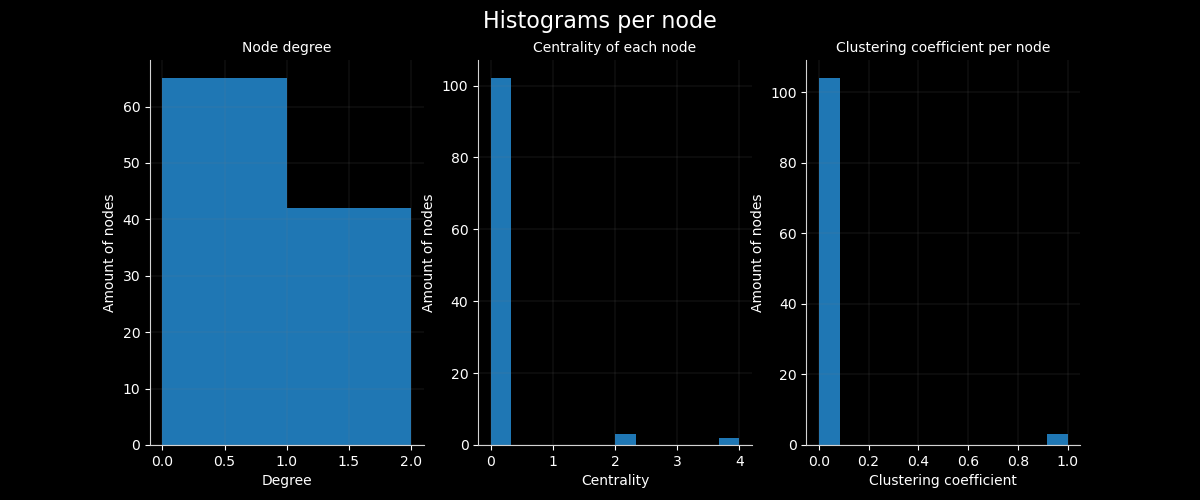 Histograms per node
Node degree
Amount of nodes
60
50
40
30
20
10
0
0.0 0.5 1.0 1.5 2.0
Degree
Centrality of each node
Amount of nodes
100
80
60
40
20
0
0 1 2 3 4
Centrality
Clustering coefficient per node
Amount of nodes
100
80
60
40
20
0
0.0 0.2 0.4 0.6 0.8 1.0
Clustering coefficient